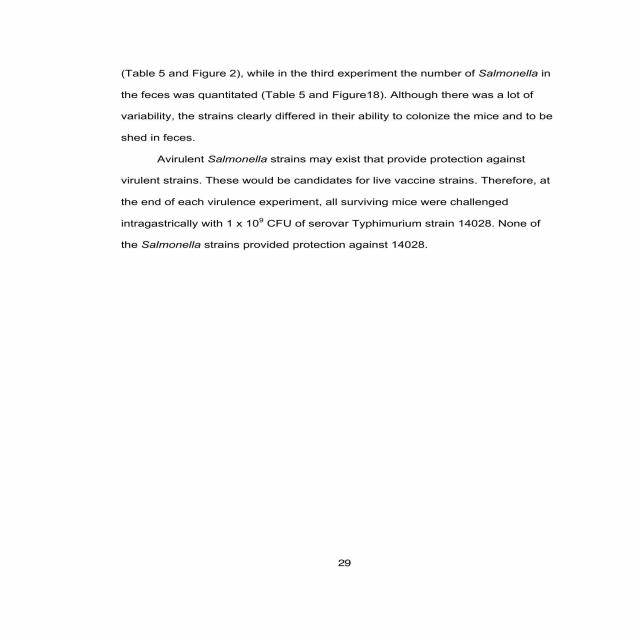 (Table 5 and Figure 2), while in the third experiment the number of Salmonella in
the feces was quantitated (Table 5 and Figure18). Although there was a lot of
variability, the strains clearly differed in their ability to colonize the mice and to be
shed in feces.
Avirulent Salmonella strains may exist that provide protection against
virulent strains. These would be candidates for live vaccine strains. Therefore, at
the end of each virulence experiment, all surviving mice were challenged
intragastrically with 1 x 10⁹ CFU of serovar Typhimurium strain 14028. None of
the Salmonella strains provided protection against 14028.
29